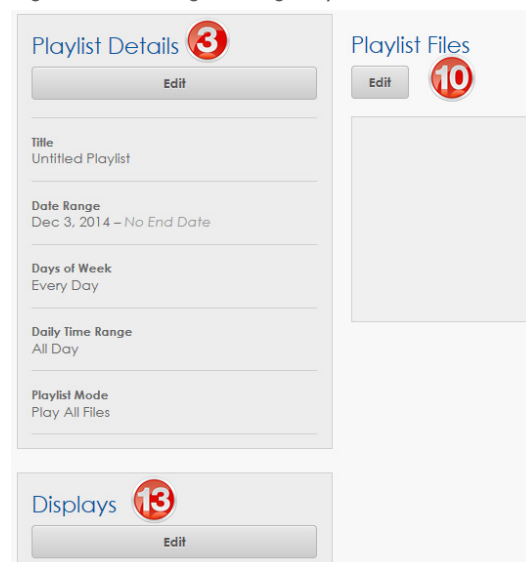 Playlist Details 3
Edit
Title
Untitled Playlist
Date Range
Dec 3, 2014 – No End Date
Days of Week
Every Day
Daily Time Range
All Day
Playlist Mode
Play All Files
Displays 13
Edit
Playlist Files
Edit 10